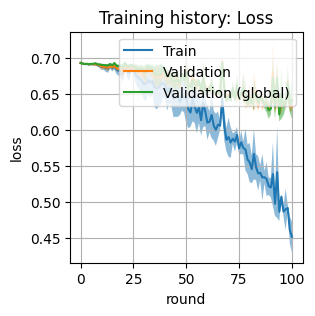 Training history: Loss
Train
Validation
Validation (global)
0.70
0.65
0.60
0.55
0.50
0.45
loss
0
25
50
75
100
round